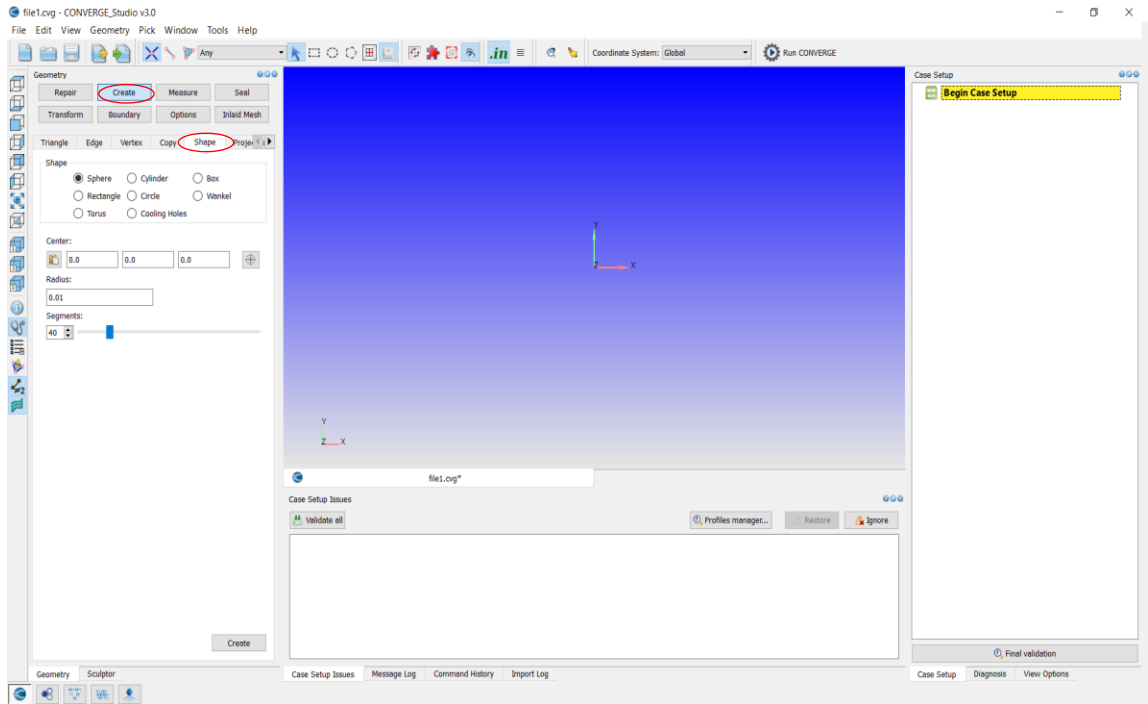 file1.cvg - CONVERGE_Studio v3.0
File Edit View Geometry Pick Window Tools Help
Any .in Coordinate System: Global Run CONVERGE
Geometry
Repair Create Measure Seal
Transform Boundary Options Inlaid Mesh
Triangle Edge Vertex Copy Shape Projec
Shape
Sphere Cylinder Box
Rectangle Circle Wankel
Torus Cooling Holes
Center:
0.0 0.0 0.0
Radius:
0.01
Segments:
40
Create
Geometry Sculptor
Y
Z X
Y
Z X
file1.cvg*
Case Setup Issues
Validate all Profiles manager... Restore Ignore
Case Setup Issues Message Log Command History Import Log
Case Setup
Begin Case Setup
Final validation
Case Setup Diagnosis View Options